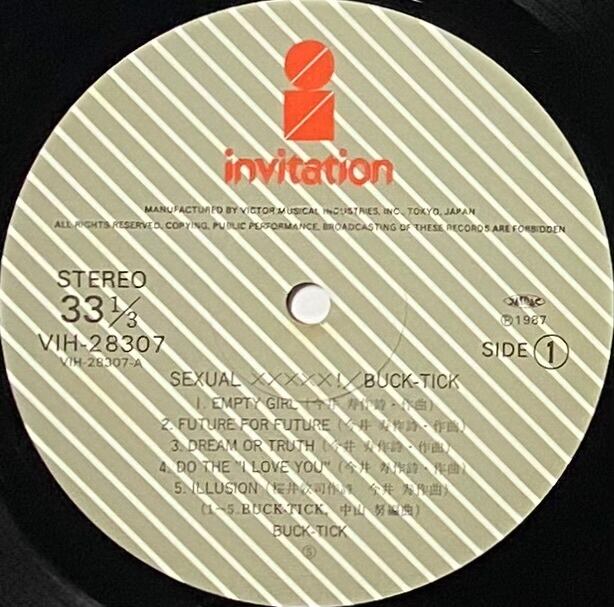 invitation
MANUFACTURED BY VICTOR MUSICAL INDUSTRIES, INC. TOKYO, JAPAN
ALL RIGHTS RESERVED, COPYING, PUBLIC PERFORMANCE, BROADCASTING OF THESE RECORDS ARE FORBIDDEN
STEREO
33 1/3
VIH-28307
VIH-28307-A
JASRAC
Ⓟ1987
SIDE ①
SEXUAL ×××××!/BUCK-TICK
1. EMPTY GIRL (今井 寿作詩・作曲)
2. FUTURE FOR FUTURE (今井 寿作詩・作曲)
3. DREAM OR TRUTH (今井 寿作詩・作曲)
4. DO THE "I LOVE YOU" (今井 寿作詩・作曲)
5. ILLUSION (桜井敦司作詩 今井 寿作曲)
(1〜5. BUCK-TICK, 中山 努編曲)
BUCK-TICK
Ⓢ